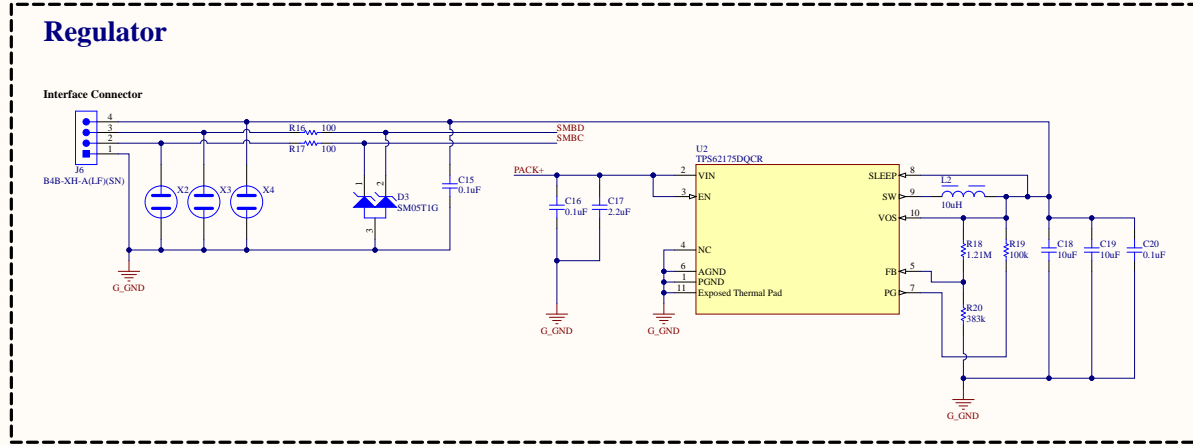 Regulator
Interface Connector
4
3
2
1
J6
B4B-XH-A(LF)(SN)
R16 100
R17 100
SMBD
SMBC
X2
X3
X4
1
2
3
D3
SM05T1G
C15
0.1uF
G_GND
PACK+
C16
0.1uF
C17
2.2uF
G_GND
U2
TPS62175DQCR
2 VIN
3 EN
4 NC
6 AGND
1 PGND
11 Exposed Thermal Pad
SLEEP 8
SW 9
VOS 10
FB 5
PG 7
G_GND
L2
10uH
R18
1.21M
R19
100k
R20
383k
C18
10uF
C19
10uF
C20
0.1uF
G_GND